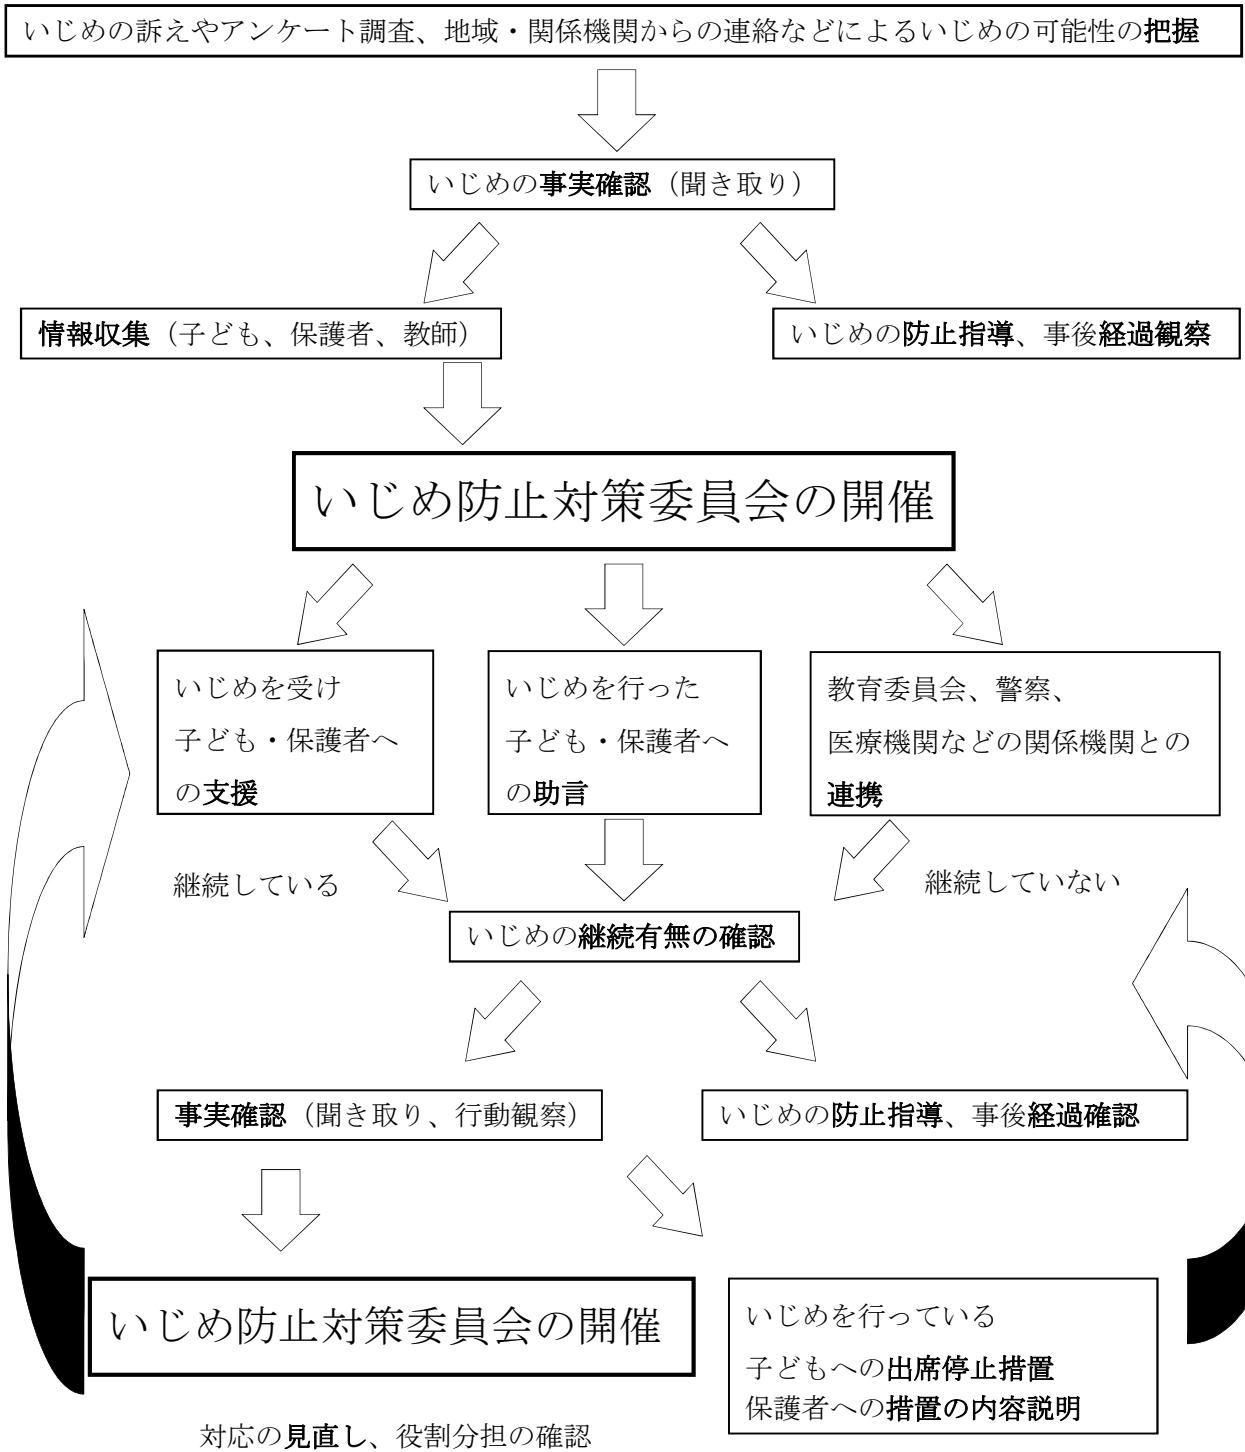 いじめの訴えやアンケート調査、地域・関係機関からの連絡などによるいじめの可能性の把握
いじめの事実確認（聞き取り）
情報収集（子ども、保護者、教師）
いじめの防止指導、事後経過観察
いじめ防止対策委員会の開催
いじめを受け
子ども・保護者へ
の支援
いじめを行った
子ども・保護者へ
の助言
教育委員会、警察、
医療機関などの関係機関との
連携
継続している
継続していない
いじめの継続有無の確認
事実確認（聞き取り、行動観察）
いじめの防止指導、事後経過確認
いじめ防止対策委員会の開催
対応の見直し、役割分担の確認
いじめを行っている
子どもへの出席停止措置
保護者への措置の内容説明